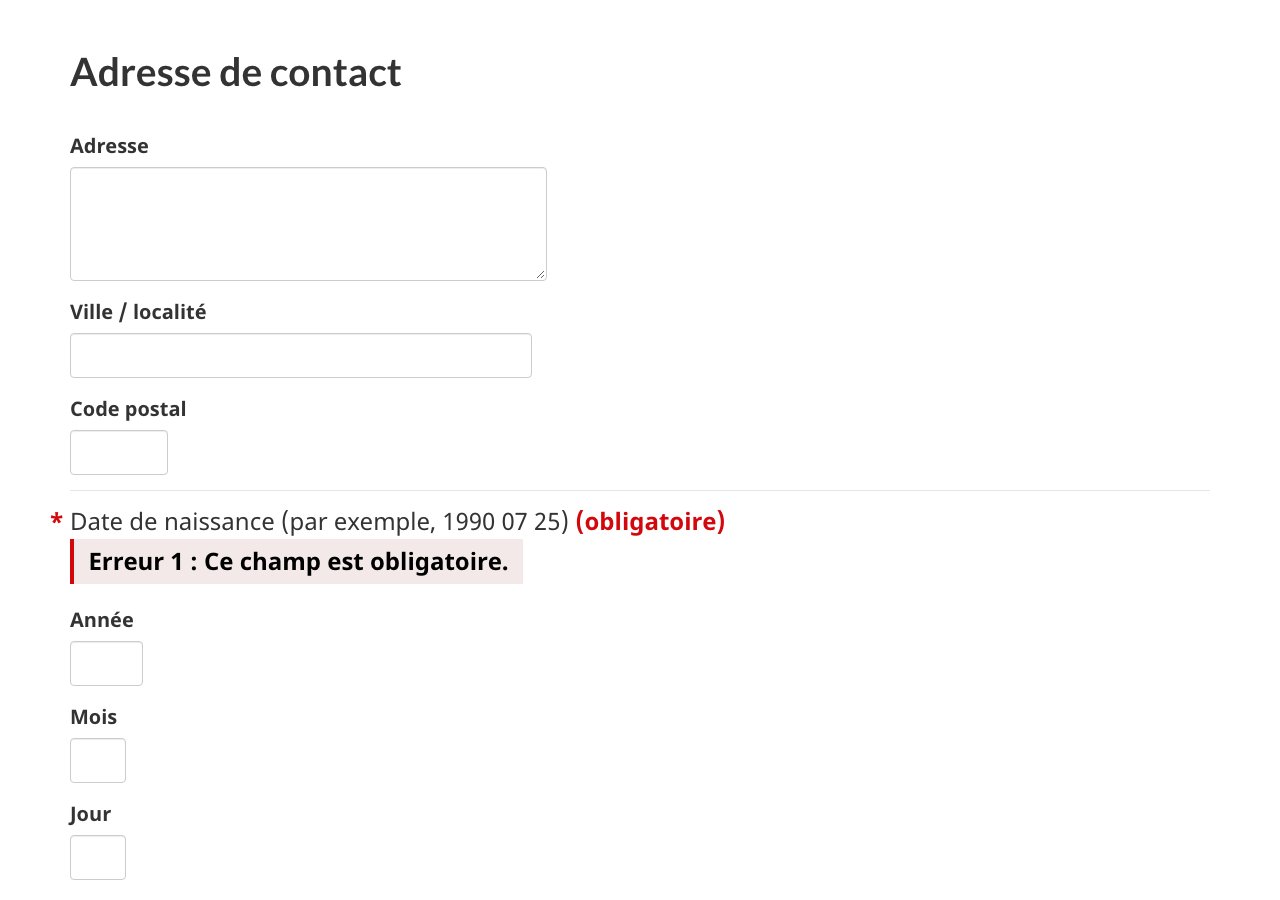 Adresse de contact
Adresse
Ville / localité
Code postal
* Date de naissance (par exemple, 1990 07 25) (obligatoire)
Erreur 1 : Ce champ est obligatoire.
Année
Mois
Jour